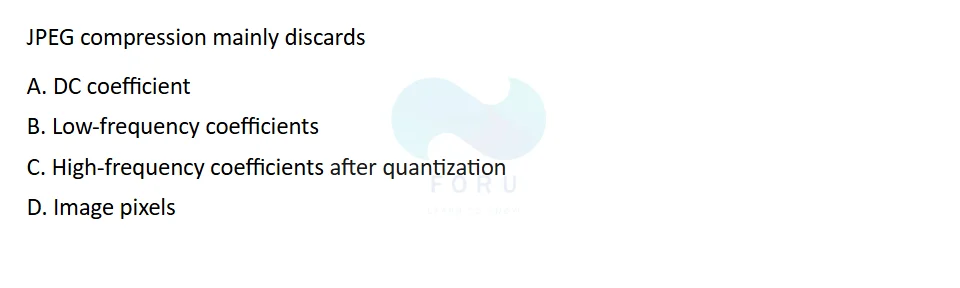 JPEG compression mainly discards
A. DC coefficient
B. Low-frequency coefficients
C. High-frequency coefficients after quantization
FORU
D. Image pixels